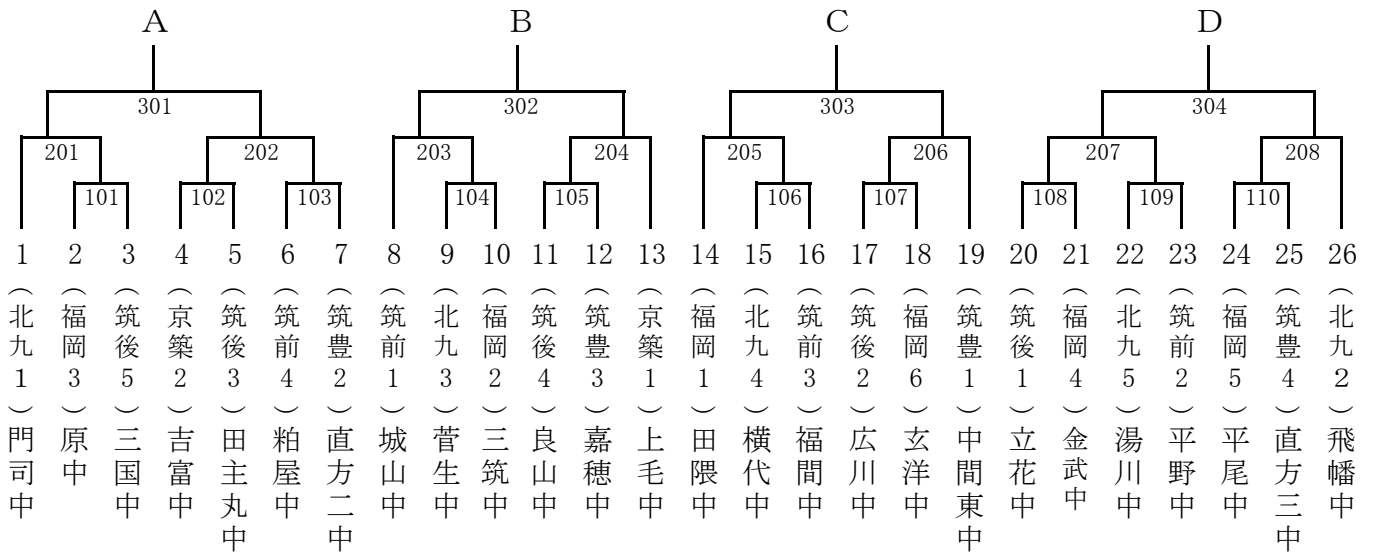 A B C D
301 302 303 304
201 202 203 204 205 206 207 208
101 102 103 104 105 106 107 108 109 110
1 2 3 4 5 6 7 8 9 10 11 12 13 14 15 16 17 18 19 20 21 22 23 24 25 26
（北九1）門司中
（福岡3）原中
（筑後5）三国中
（京築2）吉富中
（筑後3）田主丸中
（筑前4）粕屋中
（筑豊2）直方二中
（筑前1）城山中
（北九3）菅生中
（福岡2）三筑中
（筑後4）良山中
（筑豊3）嘉穂中
（京築1）上毛中
（福岡1）田隈中
（北九4）横代中
（筑前3）福間中
（筑後2）広川中
（福岡6）玄洋中
（筑豊1）中間東中
（筑後1）立花中
（福岡4）金武中
（北九5）湯川中
（筑前2）平野中
（福岡5）平尾中
（筑豊4）直方三中
（北九2）飛幡中